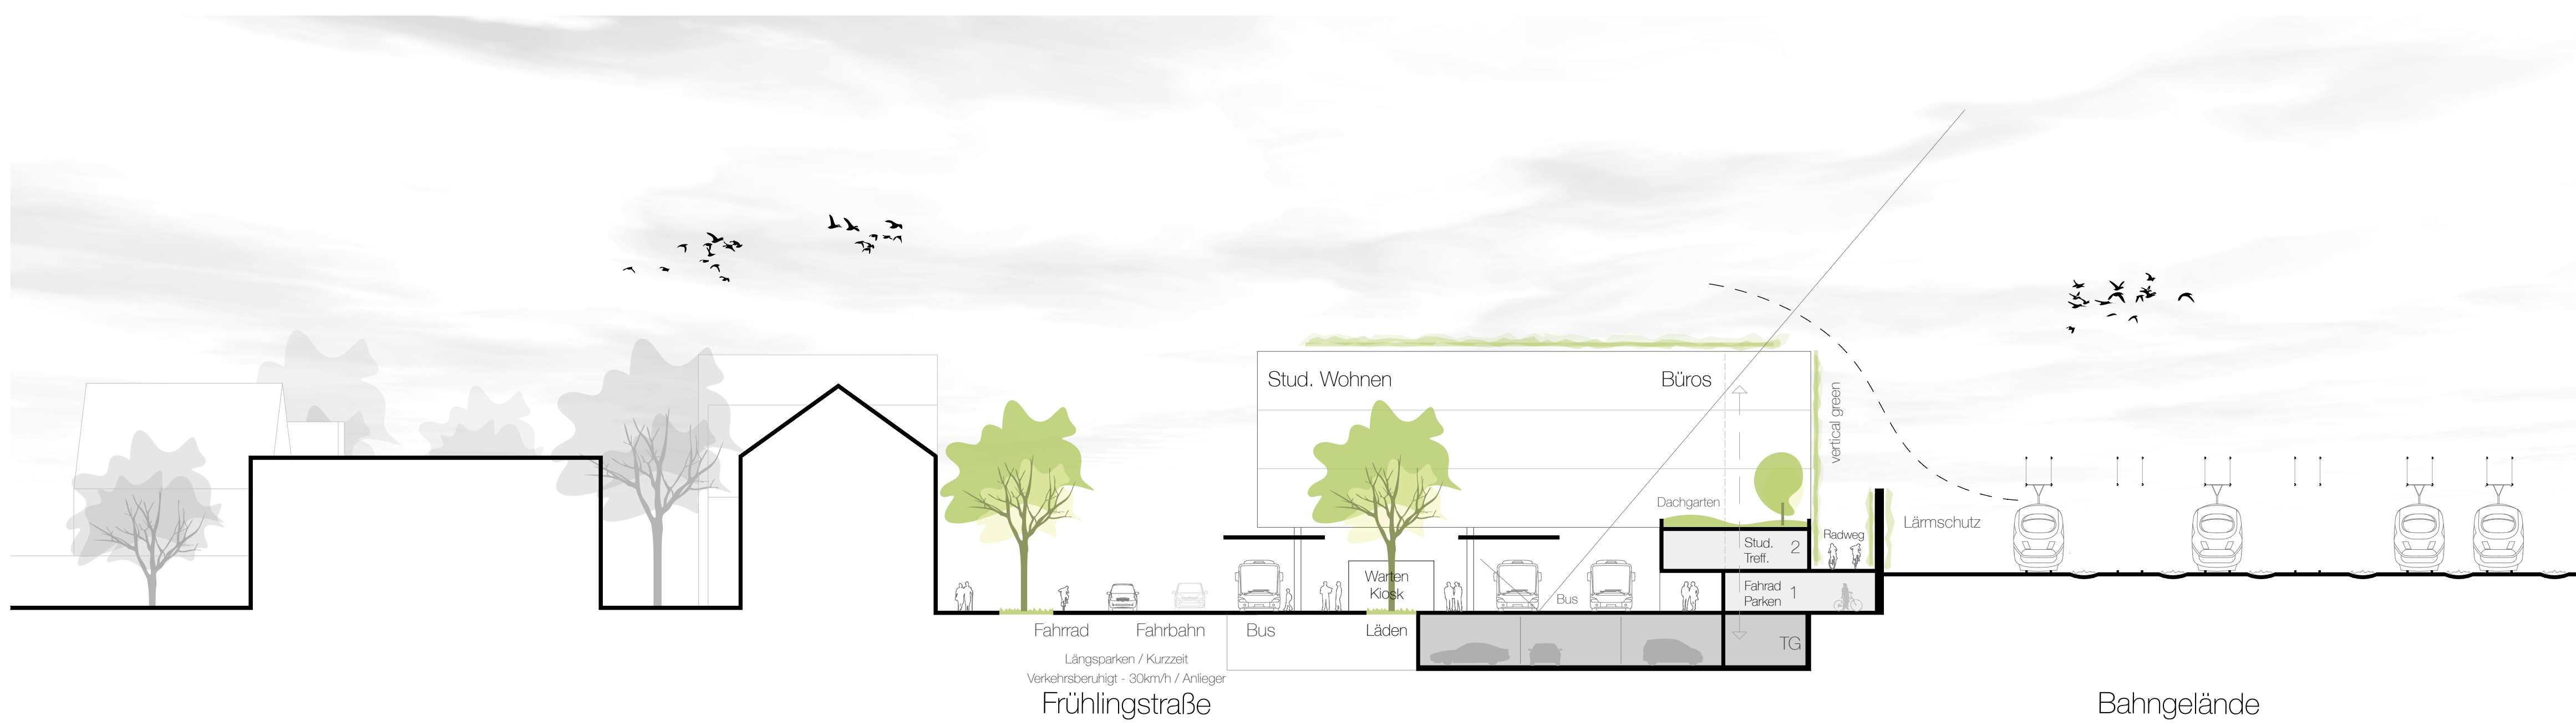 Stud. Wohnen
Büros
vertical green
Dachgarten
Lärmschutz
Radweg
Stud. 2
Treff.
Warten
Kiosk
Fahrad 1
Parken
Bus
Fahrrad
Fahrbahn
Bus
Läden
TG
Längsparken / Kurzzeit
Verkehrsberuhigt - 30km/h / Anlieger
Frühlingstraße
Bahngelände